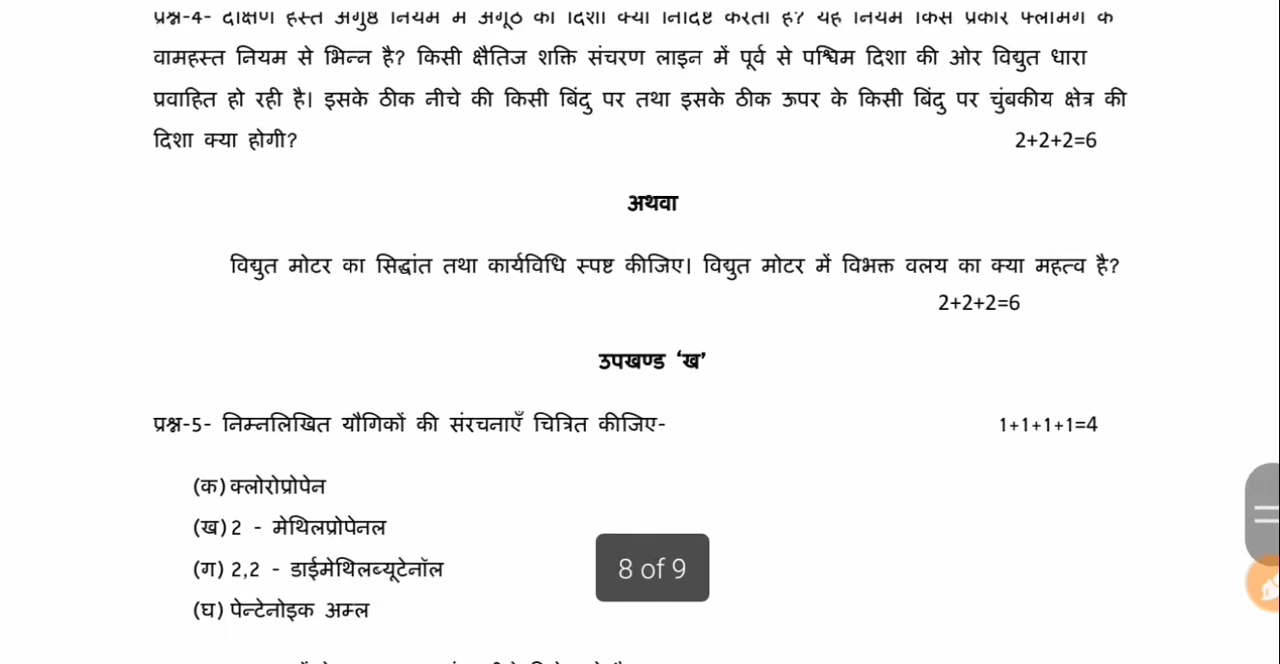 प्रश्न-4- दक्षिण हस्त अंगुष्ठ नियम में अंगूठे की दिशा क्या निर्दिष्ट करती है? यह नियम किस प्रकार फ्लेमिंग के
वामहस्त नियम से भिन्न है? किसी क्षैतिज शक्ति संचरण लाइन में पूर्व से पश्चिम दिशा की ओर विद्युत धारा
प्रवाहित हो रही है। इसके ठीक नीचे की किसी बिंदु पर तथा इसके ठीक ऊपर के किसी बिंदु पर चुंबकीय क्षेत्र की
दिशा क्या होगी? 2+2+2=6
अथवा
विद्युत मोटर का सिद्धांत तथा कार्यविधि स्पष्ट कीजिए। विद्युत मोटर में विभक्त वलय का क्या महत्व है?
2+2+2=6
उपखण्ड ‘ख’
प्रश्न-5- निम्नलिखित यौगिकों की संरचनाएँ चित्रित कीजिए- 1+1+1+1=4
(क) क्लोरोप्रोपेन
(ख) 2 - मेथिलप्रोपेनल
(ग) 2,2 - डाईमेथिलब्यूटेनॉल
8 of 9
(घ) पेन्टेनोइक अम्ल